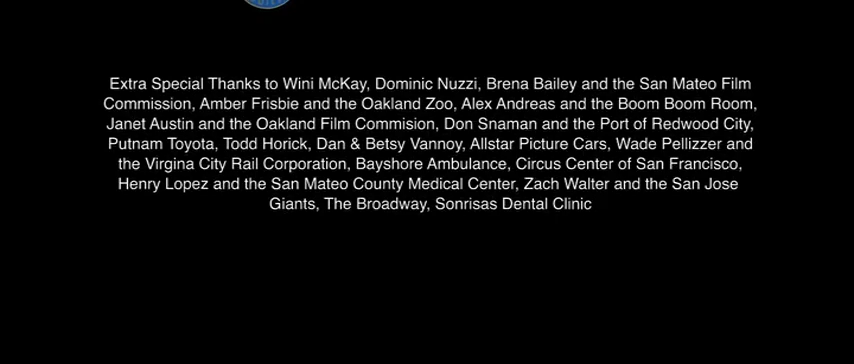 Extra Special Thanks to Wini McKay, Dominic Nuzzi, Brena Bailey and the San Mateo Film
Commission, Amber Frisbie and the Oakland Zoo, Alex Andreas and the Boom Boom Room,
Janet Austin and the Oakland Film Commision, Don Snaman and the Port of Redwood City,
Putnam Toyota, Todd Horick, Dan & Betsy Vannoy, Allstar Picture Cars, Wade Pellizzer and
the Virgina City Rail Corporation, Bayshore Ambulance, Circus Center of San Francisco,
Henry Lopez and the San Mateo County Medical Center, Zach Walter and the San Jose
Giants, The Broadway, Sonrisas Dental Clinic